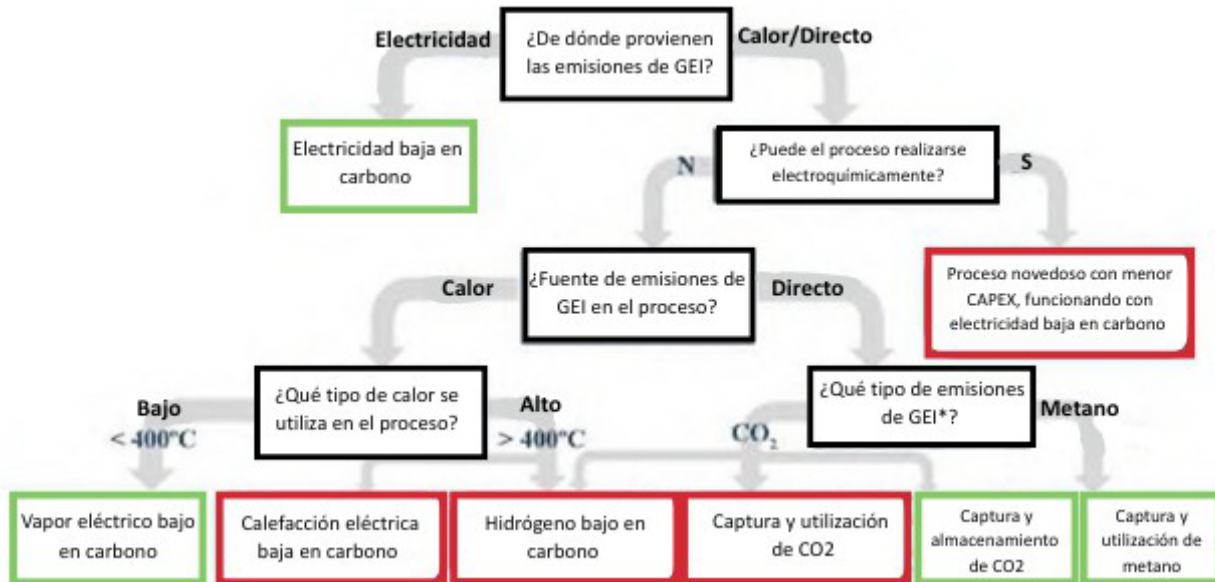 Electricidad
¿De dónde provienen
las emisiones de GEI?
Calor/Directo
Electricidad baja en
carbono
N
¿Puede el proceso realizarse
electroquímicamente?
S
Calor
¿Fuente de emisiones de
GEI en el proceso?
Directo
Proceso novedoso con menor
CAPEX, funcionando con
electricidad baja en carbono
Bajo
< 400ºC
¿Qué tipo de calor se
utiliza en el proceso?
Alto
> 400ºC
CO₂
¿Qué tipo de emisiones
de GEI*?
Metano
Vapor eléctrico bajo
en carbono
Calefacción eléctrica
baja en carbono
Hidrógeno bajo en
carbono
Captura y utilización
de CO2
Captura y
almacenamiento
de CO2
Captura y
utilización de
metano